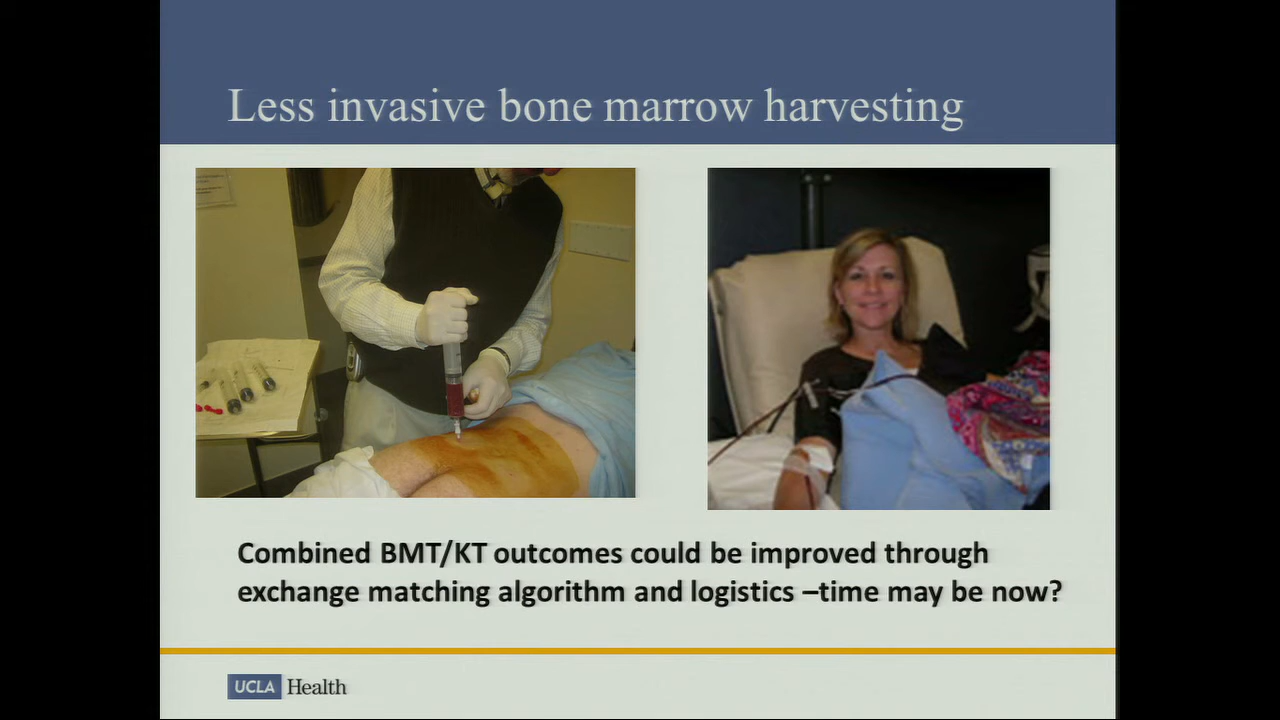 Less invasive bone marrow harvesting
Combined BMT/KT outcomes could be improved through
exchange matching algorithm and logistics –time may be now?
UCLA Health